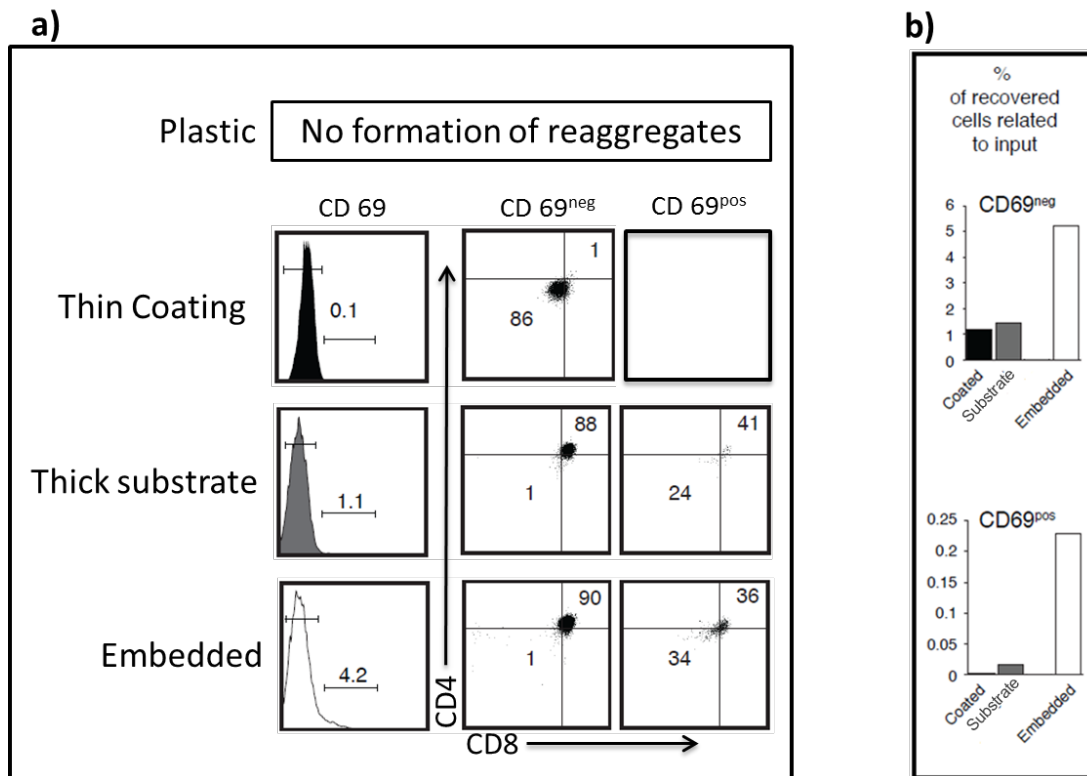 a)
Plastic No formation of reaggregates
CD 69 CD 69neg CD 69pos
Thin Coating
0.1
1
86
Thick substrate
1.1
88
1
41
24
Embedded
4.2
90
1
36
34
CD4
CD8
b)
%
of recovered
cells related
to input
CD69neg
6
5
4
3
2
1
0
Coated
Substrate
Embedded
CD69pos
0.25
0.2
0.15
0.1
0.05
0
Coated
Substrate
Embedded